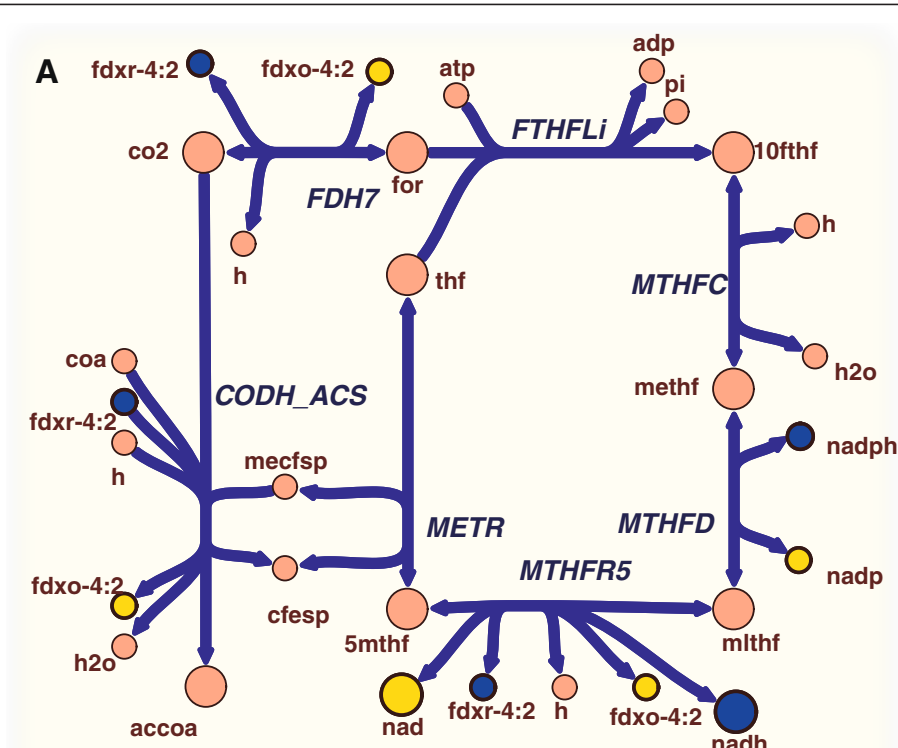 A
adp
fdxr-4:2
fdxo-4:2
atp
pi
FTHFLi
co2
10fthf
for
FDH7
h
h
thf
MTHFC
coa
h2o
methf
CODH_ACS
fdxr-4:2
nadph
mecfsp
h
METR
MTHFD
MTHFR5
nadp
fdxo-4:2
cfesp
5mthf
mlthf
h2o
fdxr-4:2
h
fdxo-4:2
accoa
nad
nadh